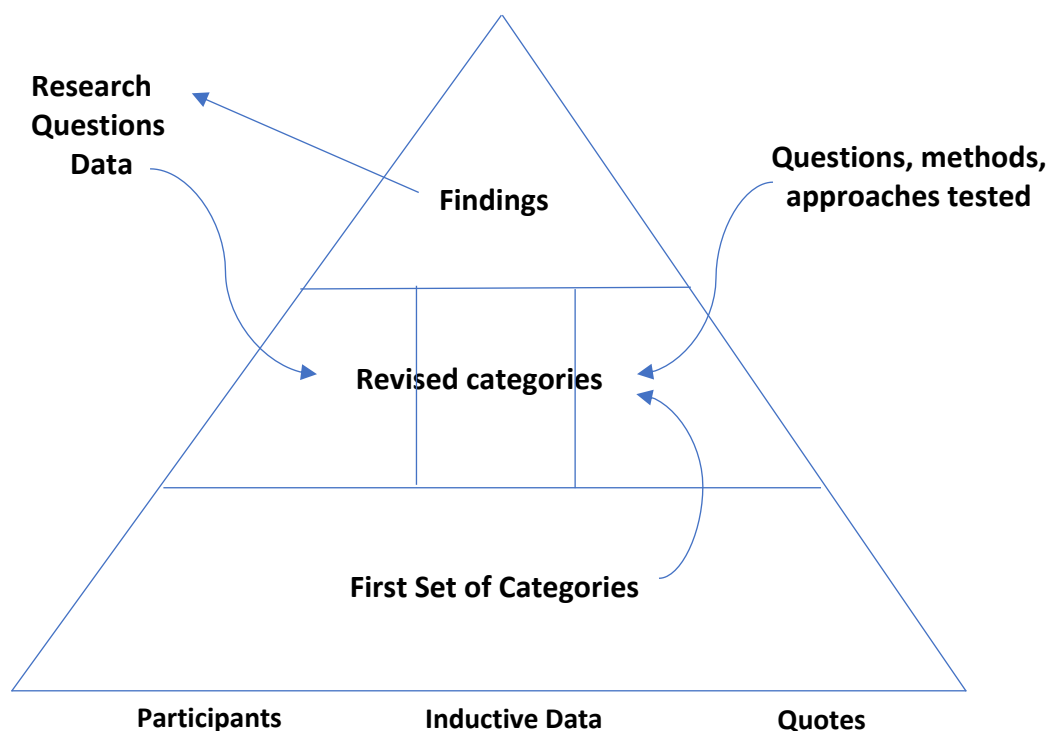 Research
Questions
Data
Questions, methods,
approaches tested
Findings
Revised categories
First Set of Categories
Participants
Inductive Data
Quotes